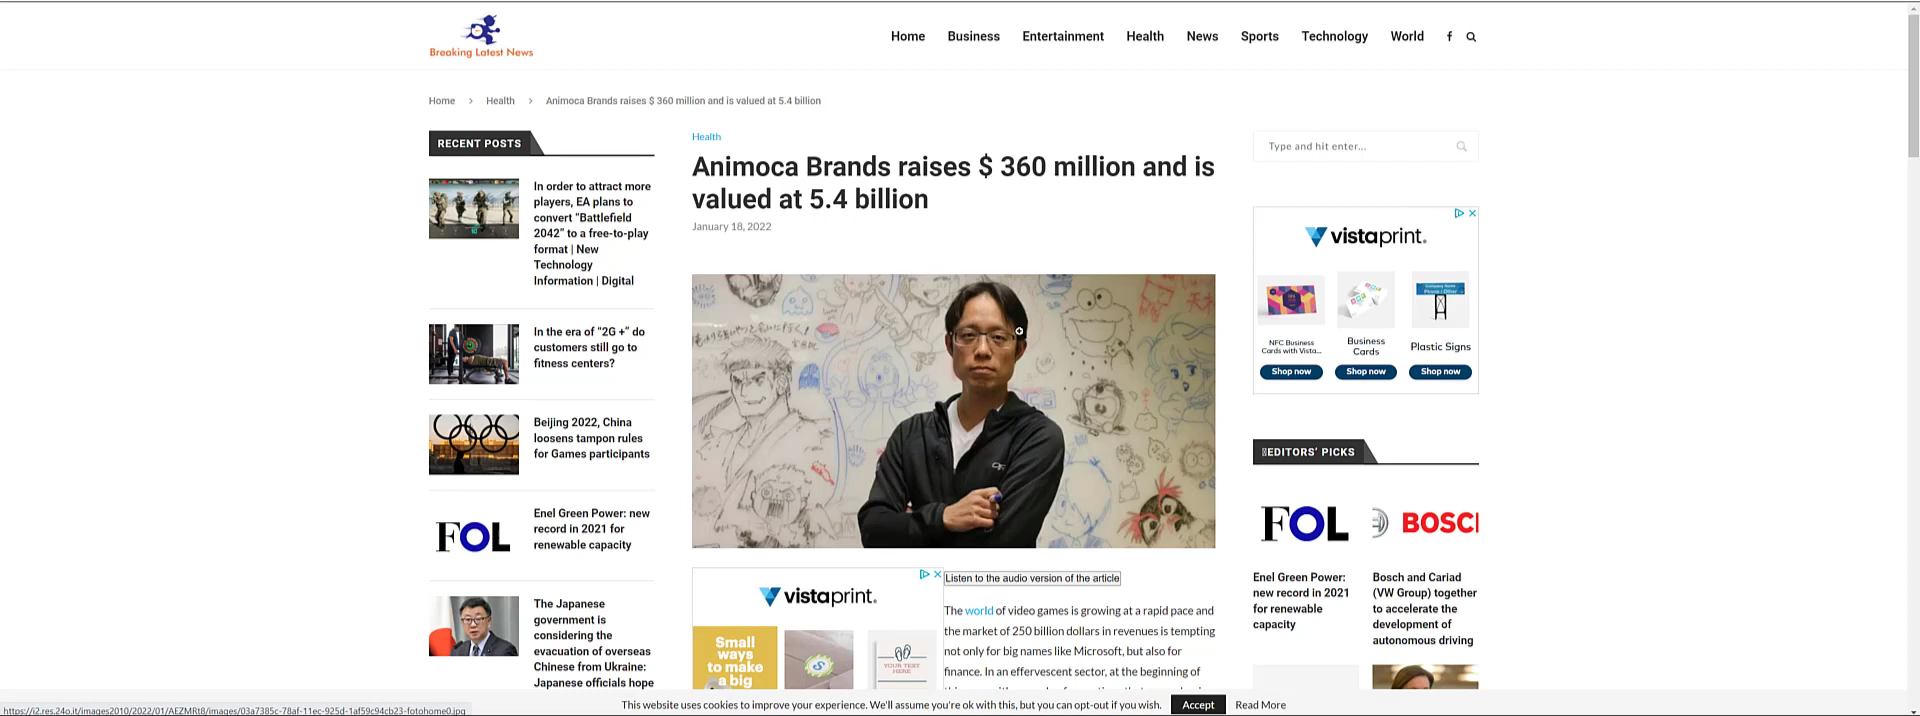 Breaking Latest News
Home Business Entertainment Health News Sports Technology World f
Home > Health > Animoca Brands raises $ 360 million and is valued at 5.4 billion
RECENT POSTS
In order to attract more
players, EA plans to
convert “Battlefield
2042” to a free-to-play
format | New
Technology
Information | Digital
In the era of “2G +” do
customers still go to
fitness centers?
Beijing 2022, China
loosens tampon rules
for Games participants
FOL
Enel Green Power: new
record in 2021 for
renewable capacity
The Japanese
government is
considering the
evacuation of overseas
Chinese from Ukraine:
Japanese officials hope
Health
Animoca Brands raises $ 360 million and is
valued at 5.4 billion
January 18, 2022
vistaprint.
Small
ways
to make
a big
YOUR TEXT
HERE
Listen to the audio version of the article
The world of video games is growing at a rapid pace and
the market of 250 billion dollars in revenues is tempting
not only for big names like Microsoft, but also for
finance. In an effervescent sector, at the beginning of
Type and hit enter...
vistaprint.
NFC Business
Cards with Vista...
Business
Cards
Plastic Signs
Shop now Shop now Shop now
EDITORS’ PICKS
FOL
BOSCH
Enel Green Power:
new record in 2021
for renewable
capacity
Bosch and Cariad
(VW Group) together
to accelerate the
development of
autonomous driving
This website uses cookies to improve your experience. We'll assume you're ok with this, but you can opt-out if you wish. Accept Read More
https://i2.res.24o.it/images2010/2022/01/AEZMRt8/images/03a7385c-78af-11ec-925d-1af59c94cb23-fotohome0.jpg